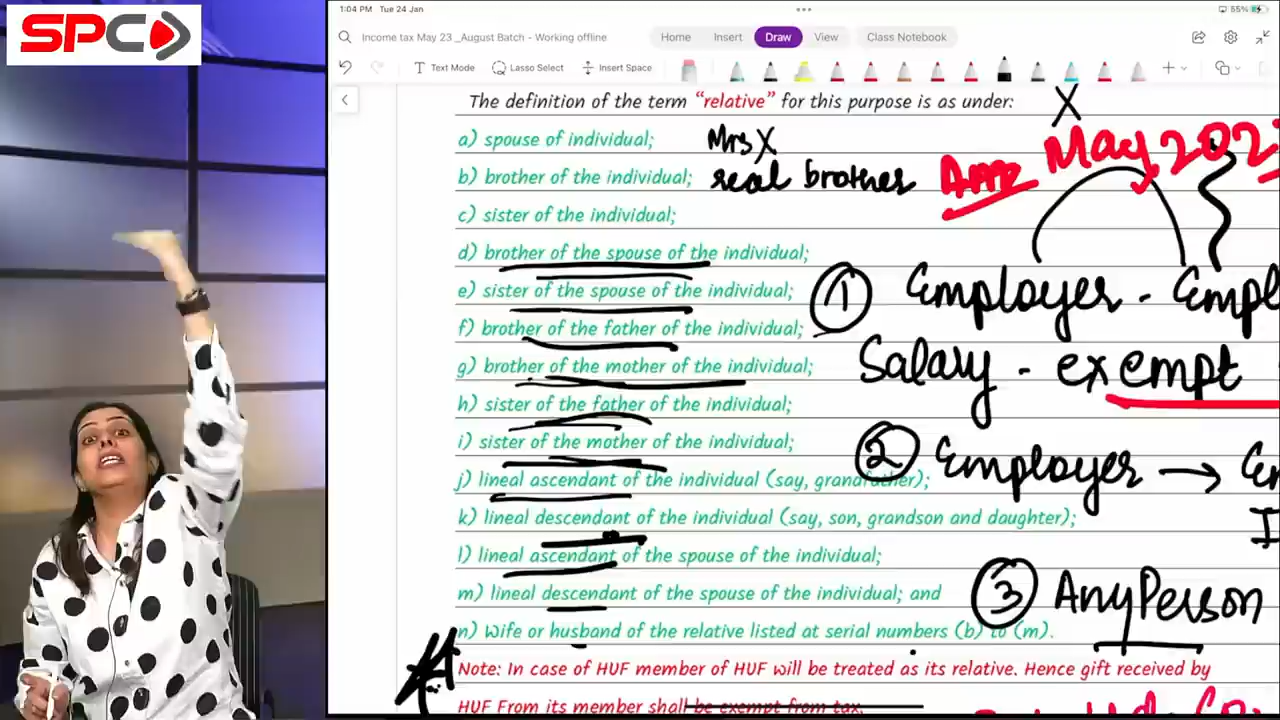 SPC
1:04 PM Tue 24 Jan
55%
Income tax May 23 _August Batch - Working offline
Home Insert Draw View Class Notebook
Text Mode Lasso Select Insert Space
The definition of the term “relative” for this purpose is as under:
X
a) spouse of individual;
Mrs X
May 202
b) brother of the individual;
real brother
c) sister of the individual;
d) brother of the spouse of the individual;
e) sister of the spouse of the individual;
① Employer - Empl
f) brother of the father of the individual;
g) brother of the mother of the individual;
Salary - exempt
h) sister of the father of the individual;
i) sister of the mother of the individual;
② Employer →
j) lineal ascendant of the individual (say, grandfather);
k) lineal descendant of the individual (say, son, grandson and daughter);
l) lineal ascendant of the spouse of the individual;
m) lineal descendant of the spouse of the individual; and
③ Any Person
n) Wife or husband of the relative listed at serial numbers (b) to (m).
Note: In case of HUF member of HUF will be treated as its relative. Hence gift received by
HUF From its member shall be exempt from tax.